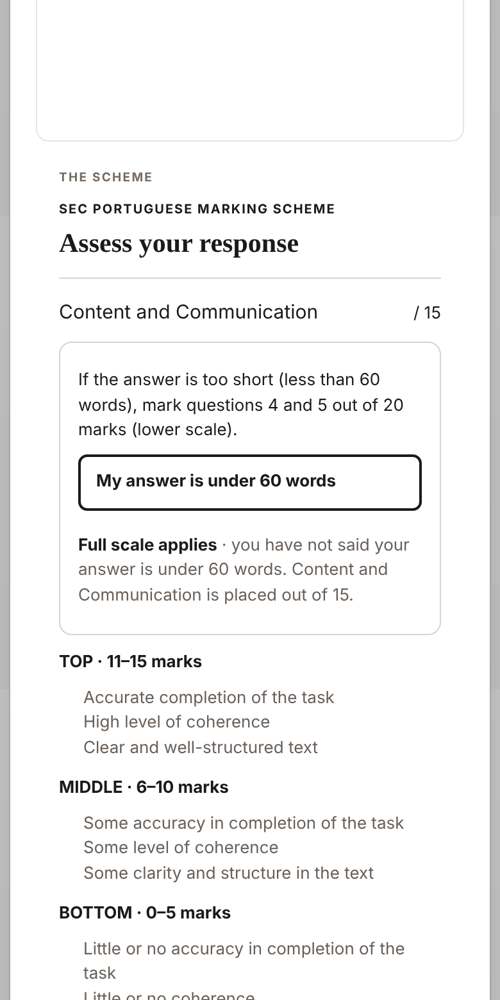 THE SCHEME
SEC PORTUGUESE MARKING SCHEME
Assess your response
Content and Communication / 15
If the answer is too short (less than 60
words), mark questions 4 and 5 out of 20
marks (lower scale).
My answer is under 60 words
Full scale applies · you have not said your
answer is under 60 words. Content and
Communication is placed out of 15.
TOP · 11–15 marks
Accurate completion of the task
High level of coherence
Clear and well-structured text
MIDDLE · 6–10 marks
Some accuracy in completion of the task
Some level of coherence
Some clarity and structure in the text
BOTTOM · 0–5 marks
Little or no accuracy in completion of the
task
Little or no coherence